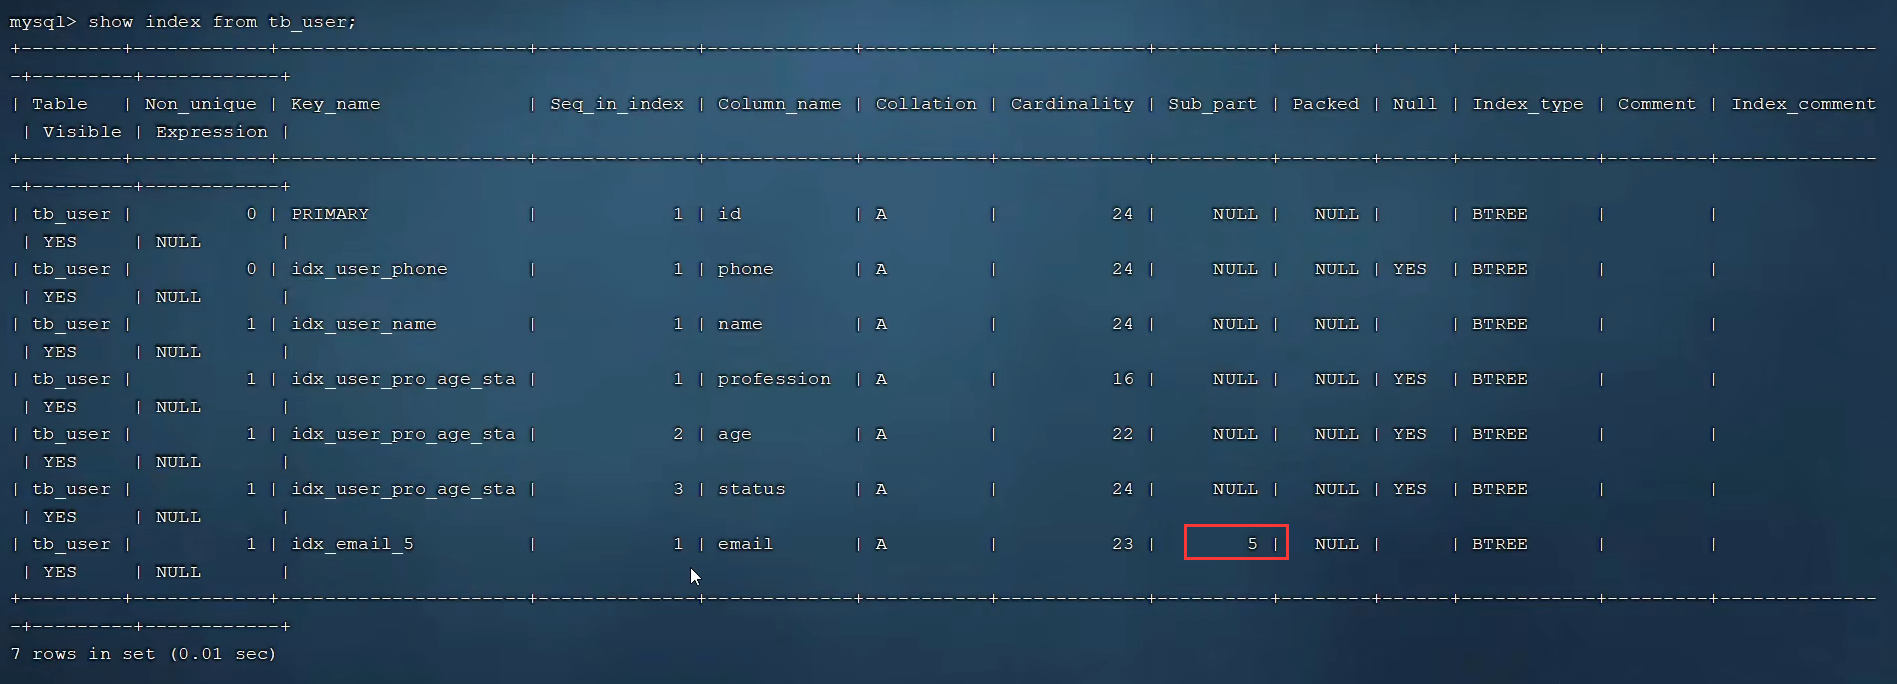 mysql> show index from tb_user;
+---------+------------+----------------------+--------------+-------------+-----------+-------------+----------+--------+------+------------+---------+--------------
-+---------+------------+
| Table   | Non_unique | Key_name             | Seq_in_index | Column_name | Collation | Cardinality | Sub_part | Packed | Null | Index_type | Comment | Index_comment
 | Visible | Expression |
+---------+------------+----------------------+--------------+-------------+-----------+-------------+----------+--------+------+------------+---------+--------------
-+---------+------------+
| tb_user |          0 | PRIMARY              |            1 | id          | A         |          24 |     NULL |   NULL |      | BTREE      |         |
 | YES     | NULL       |
| tb_user |          0 | idx_user_phone       |            1 | phone       | A         |          24 |     NULL |   NULL | YES  | BTREE      |         |
 | YES     | NULL       |
| tb_user |          1 | idx_user_name        |            1 | name        | A         |          24 |     NULL |   NULL |      | BTREE      |         |
 | YES     | NULL       |
| tb_user |          1 | idx_user_pro_age_sta |            1 | profession  | A         |          16 |     NULL |   NULL | YES  | BTREE      |         |
 | YES     | NULL       |
| tb_user |          1 | idx_user_pro_age_sta |            2 | age         | A         |          22 |     NULL |   NULL | YES  | BTREE      |         |
 | YES     | NULL       |
| tb_user |          1 | idx_user_pro_age_sta |            3 | status      | A         |          24 |     NULL |   NULL | YES  | BTREE      |         |
 | YES     | NULL       |
| tb_user |          1 | idx_email_5          |            1 | email       | A         |          23 |        5 |   NULL |      | BTREE      |         |
 | YES     | NULL       |
+---------+------------+----------------------+--------------+-------------+-----------+-------------+----------+--------+------+------------+---------+--------------
-+---------+------------+
7 rows in set (0.01 sec)